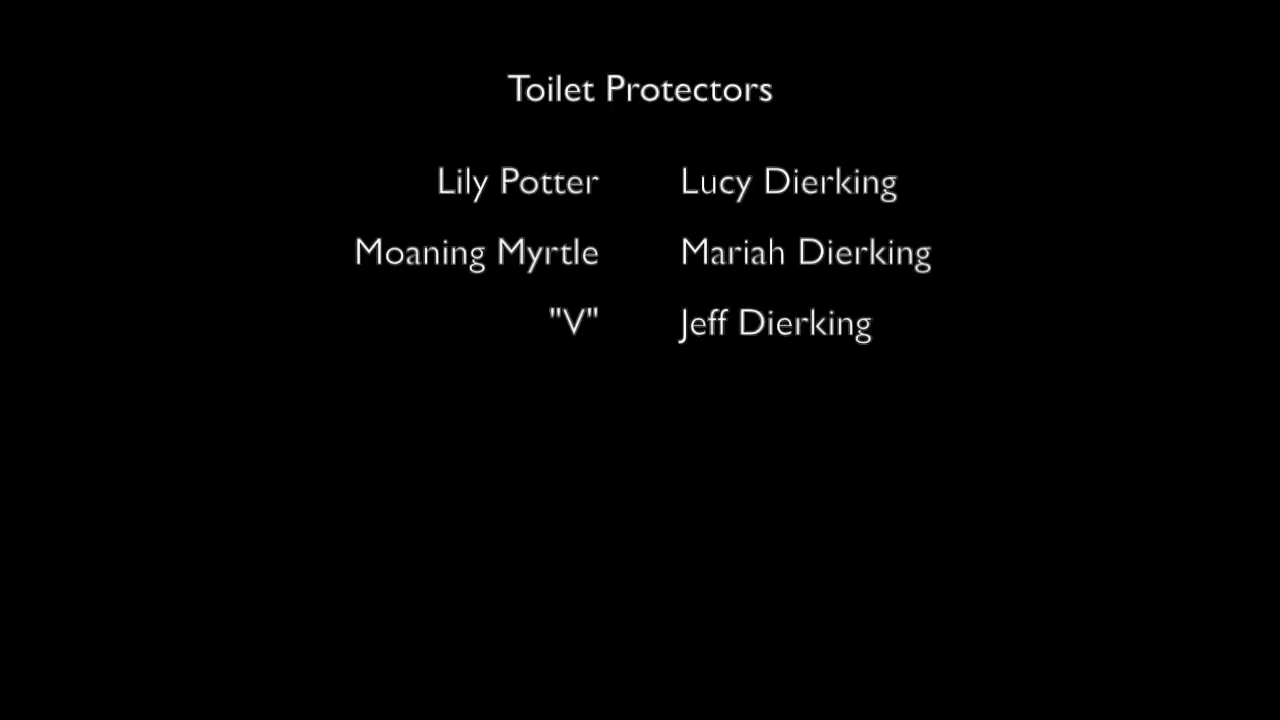 Toilet Protectors
Lily Potter Lucy Dierking
Moaning Myrtle Mariah Dierking
"V" Jeff Dierking